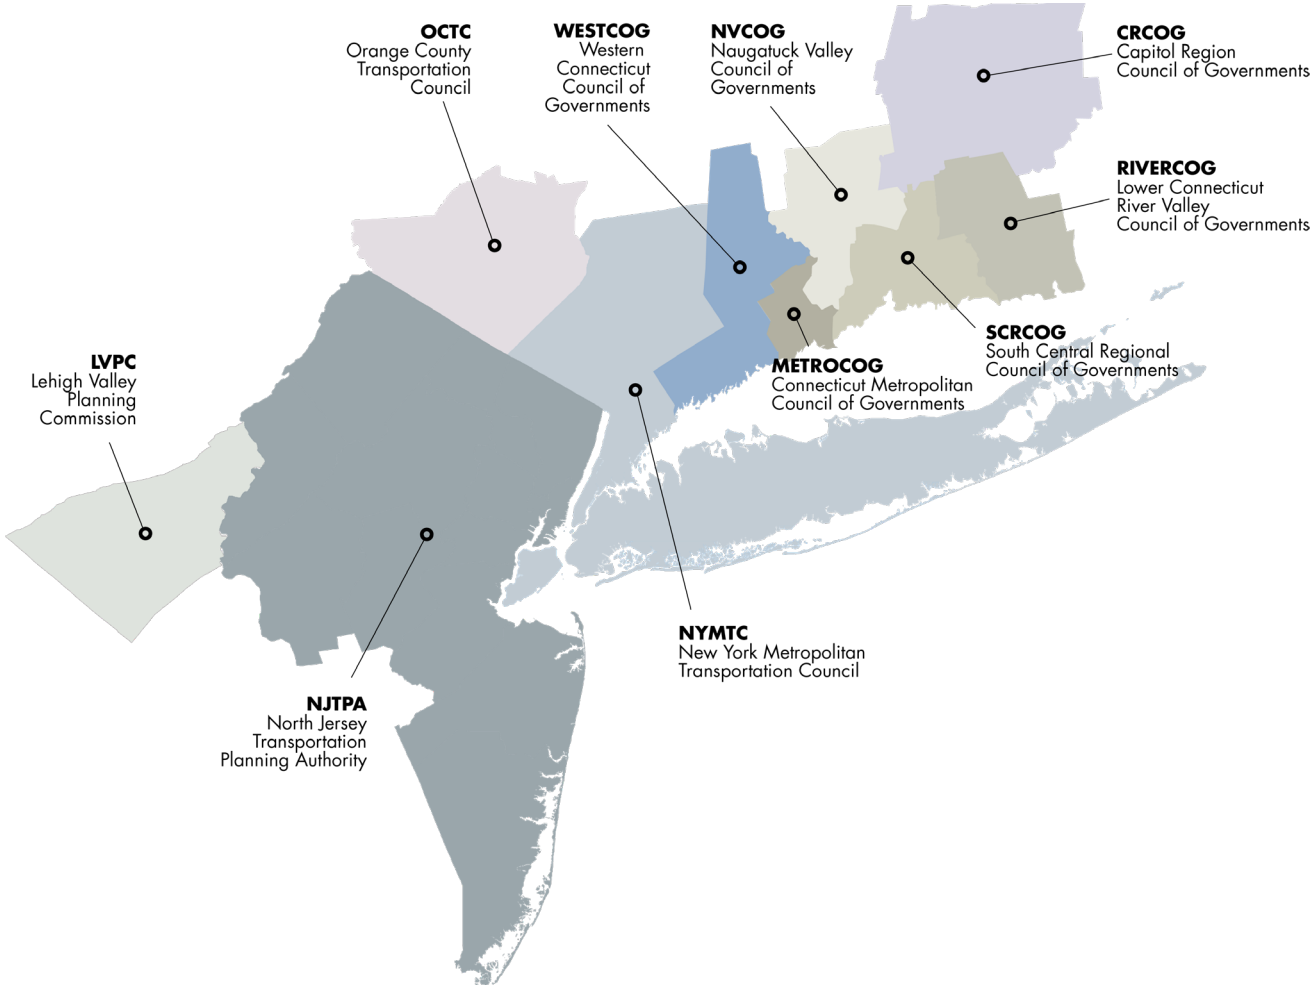 OCTC
Orange County
Transportation
Council
WESTCOG
Western
Connecticut
Council of
Governments
NVCOG
Naugatuck Valley
Council of
Governments
CRCOG
Capitol Region
Council of Governments
RIVERCOG
Lower Connecticut
River Valley
Council of Governments
SCRCOG
South Central Regional
Council of Governments
METROCOG
Connecticut Metropolitan
Council of Governments
LVPC
Lehigh Valley
Planning
Commission
NYMTC
New York Metropolitan
Transportation Council
NJTPA
North Jersey
Transportation
Planning Authority